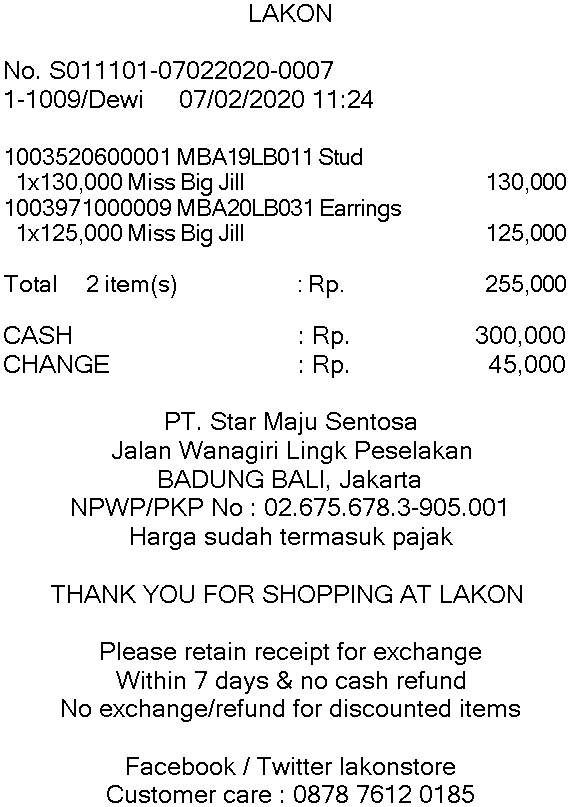 LAKON
No. S011101-07022020-0007
1-1009/Dewi 07/02/2020 11:24
1003520600001 MBA19LB011 Stud
1x130,000 Miss Big Jill 130,000
1003971000009 MBA20LB031 Earrings
1x125,000 Miss Big Jill 125,000
Total 2 item(s) : Rp. 255,000
CASH : Rp. 300,000
CHANGE : Rp. 45,000
PT. Star Maju Sentosa
Jalan Wanagiri Lingk Peselakan
BADUNG BALI, Jakarta
NPWP/PKP No : 02.675.678.3-905.001
Harga sudah termasuk pajak
THANK YOU FOR SHOPPING AT LAKON
Please retain receipt for exchange
Within 7 days & no cash refund
No exchange/refund for discounted items
Facebook / Twitter lakonstore
Customer care : 0878 7612 0185